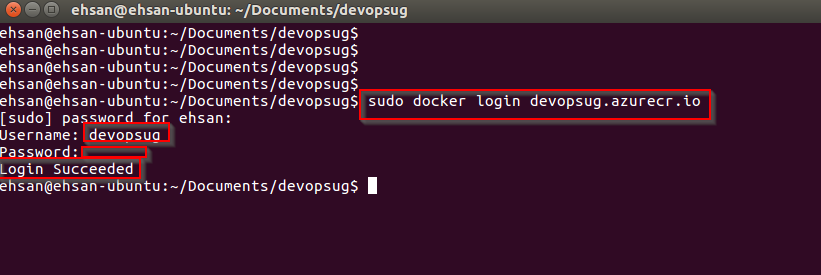 ehsan@ehsan-ubuntu: ~/Documents/devopsug
ehsan@ehsan-ubuntu:~/Documents/devopsug$
ehsan@ehsan-ubuntu:~/Documents/devopsug$
ehsan@ehsan-ubuntu:~/Documents/devopsug$
ehsan@ehsan-ubuntu:~/Documents/devopsug$
ehsan@ehsan-ubuntu:~/Documents/devopsug$ sudo docker login devopsug.azurecr.io
[sudo] password for ehsan:
Username: devopsug
Password:
Login Succeeded
ehsan@ehsan-ubuntu:~/Documents/devopsug$